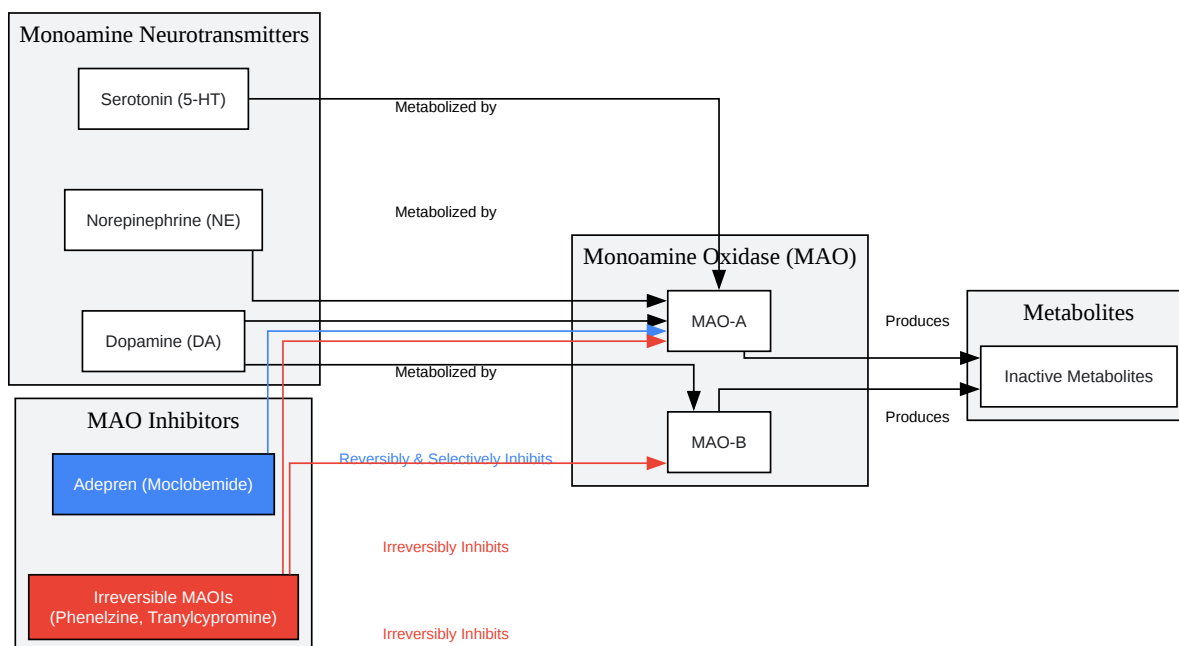 Monoamine Neurotransmitters
Serotonin (5-HT)
Metabolized by
Norepinephrine (NE)
Metabolized by
Monoamine Oxidase (MAO)
Metabolites
MAO-A
Produces
Dopamine (DA)
Metabolized by
Inactive Metabolites
Produces
MAO Inhibitors
MAO-B
Reversibly & Selectively Inhibits
Adepren (Moclobemide)
Irreversibly Inhibits
Irreversible MAOIs
(Phenelzine, Tranylcypromine)
Irreversibly Inhibits